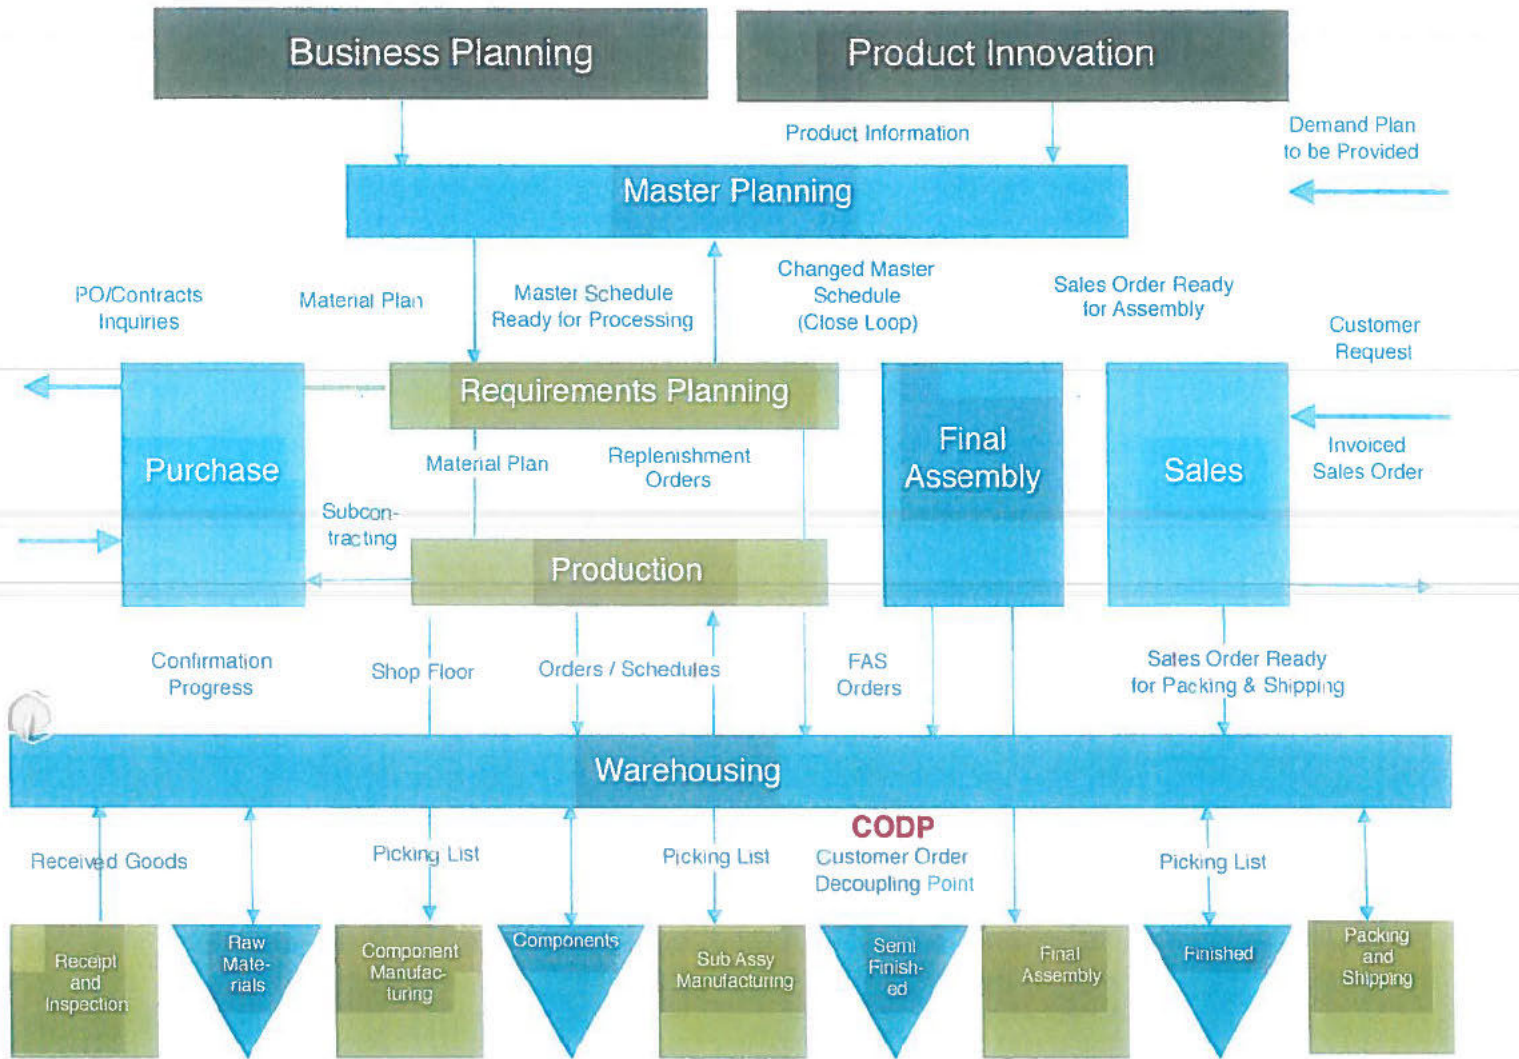 Business Planning
Product Innovation
Product Information
Demand Plan
to be Provided
Master Planning
PO/Contracts
Inquiries
Material Plan
Master Schedule
Ready for Processing
Changed Master
Schedule
(Close Loop)
Sales Order Ready
for Assembly
Customer
Request
Requirements Planning
Purchase
Material Plan
Replenishment
Orders
Final
Assembly
Sales
Invoiced
Sales Order
Subcon-
tracting
Production
Confirmation
Progress
Shop Floor
Orders / Schedules
FAS
Orders
Sales Order Ready
for Packing & Shipping
Warehousing
Received Goods
Picking List
Picking List
CODP
Customer Order
Decoupling Point
Picking List
Receipt
and
Inspection
Raw
Mate-
rials
Component
Manufac-
turing
Components
Sub Assy
Manufacturing
Semi
Finish-
ed
Final
Assembly
Finished
Packing
and
Shipping